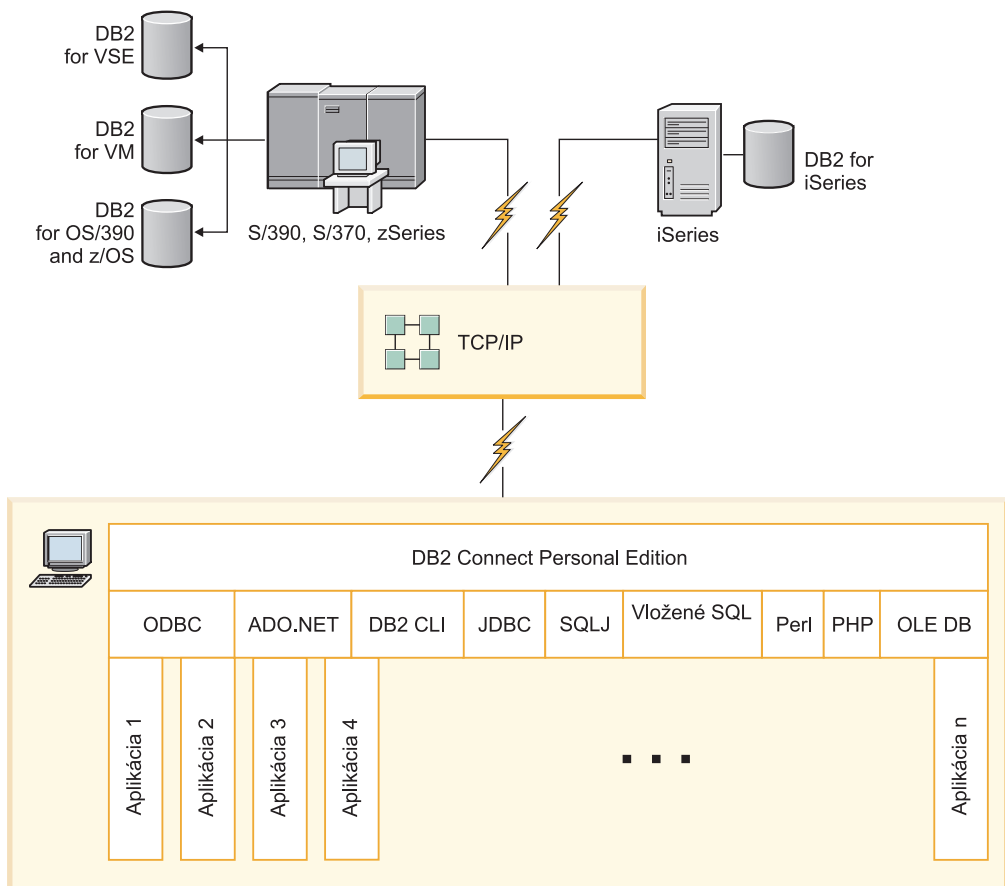 DB2
for VSE
DB2
for VM
DB2
for OS/390
and z/OS
S/390, S/370, zSeries
iSeries
DB2 for
iSeries
TCP/IP
DB2 Connect Personal Edition
ODBC
ADO.NET
DB2 CLI
JDBC
SQLJ
Vložené SQL
Perl
PHP
OLE DB
Aplikácia 1
Aplikácia 2
Aplikácia 3
Aplikácia 4
Aplikácia n